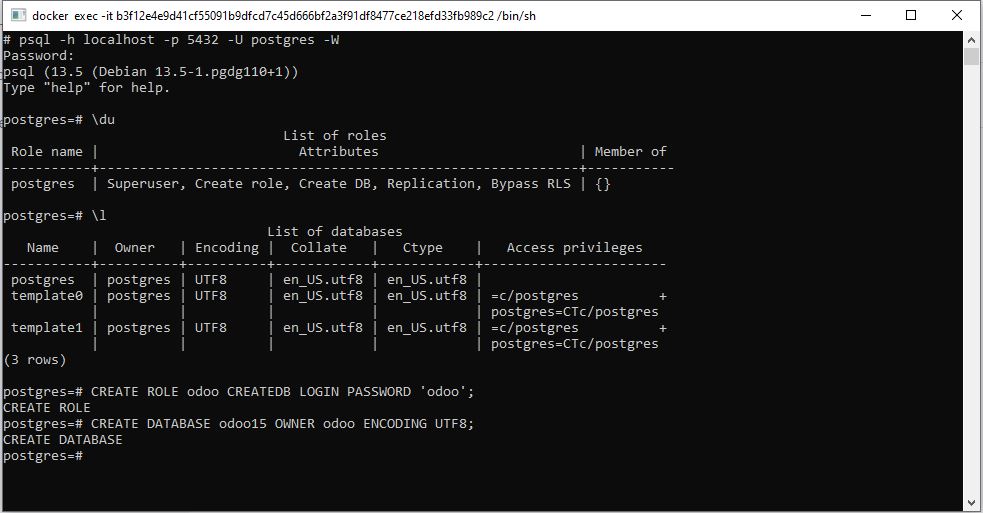 docker exec -it b3f12e4e9d41cf55091b9dfcd7c45d666bf2a3f91df8477ce218efd33fb989c2 /bin/sh
# psql -h localhost -p 5432 -U postgres -W
Password:
psql (13.5 (Debian 13.5-1.pgdg110+1))
Type "help" for help.

postgres=# \du
                                   List of roles
 Role name |                         Attributes                         | Member of
-----------+------------------------------------------------------------+-----------
 postgres  | Superuser, Create role, Create DB, Replication, Bypass RLS | {}

postgres=# \l
                                 List of databases
   Name    |  Owner   | Encoding |  Collate   |   Ctype    |   Access privileges
-----------+----------+----------+------------+------------+-----------------------
 postgres  | postgres | UTF8     | en_US.utf8 | en_US.utf8 |
 template0 | postgres | UTF8     | en_US.utf8 | en_US.utf8 | =c/postgres          +
           |          |          |            |            | postgres=CTc/postgres
 template1 | postgres | UTF8     | en_US.utf8 | en_US.utf8 | =c/postgres          +
           |          |          |            |            | postgres=CTc/postgres
(3 rows)

postgres=# CREATE ROLE odoo CREATEDB LOGIN PASSWORD 'odoo';
CREATE ROLE
postgres=# CREATE DATABASE odoo15 OWNER odoo ENCODING UTF8;
CREATE DATABASE
postgres=#